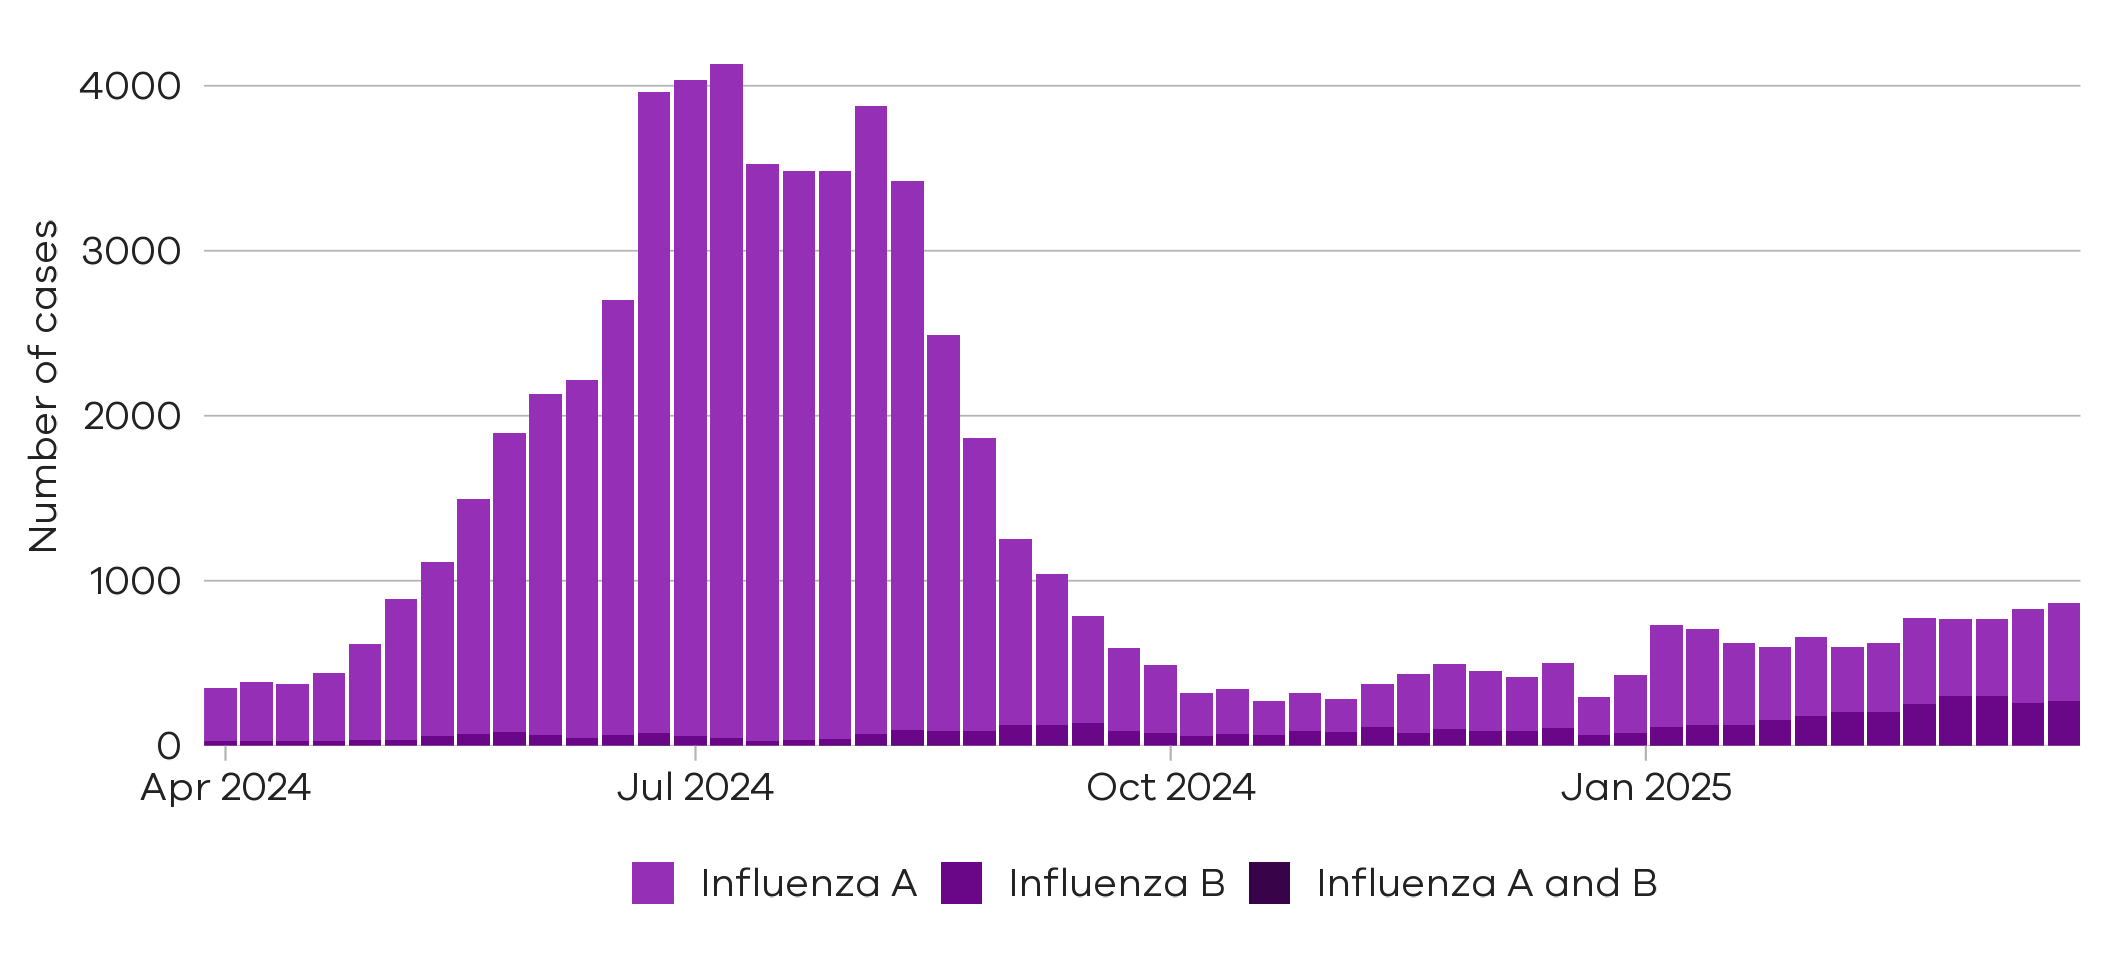 Number of cases
4000
3000
2000
1000
0
Apr 2024 Jul 2024 Oct 2024 Jan 2025
Influenza A Influenza B Influenza A and B